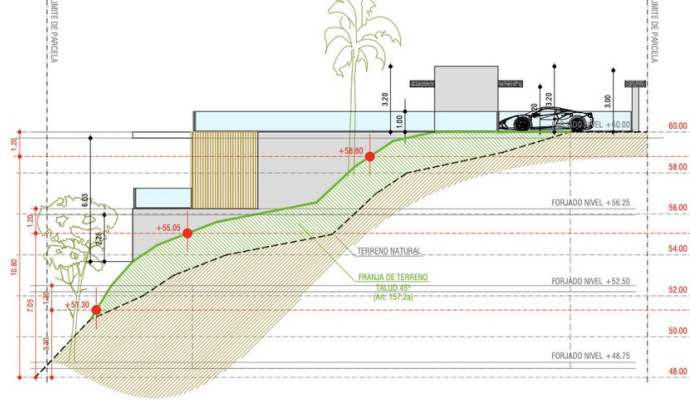 LIMITE DE PARCELA
LIMITE DE PARCELA
3.20
1.00
3.20
3.00
NIVEL +60.00
60.00
1.20
+58.80
58.00
6.03
FORJADO NIVEL +56.25
56.00
1.20
+55.05
54.00
TERRENO NATURAL
10.80
FRANJA DE TERRENO
TALUD 45º
(Art: 157.2a)
FORJADO NIVEL +52.50
52.00
7.05
1.20
+51.30
50.00
FORJADO NIVEL +48.75
48.00